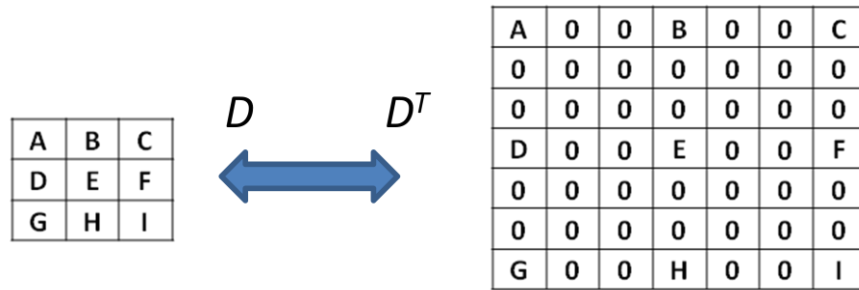 A 0 0 B 0 0 C
0 0 0 0 0 0 0
0 0 0 0 0 0 0
D 0 0 E 0 0 F
0 0 0 0 0 0 0
0 0 0 0 0 0 0
G 0 0 H 0 0 I
D Dᵀ
A B C
D E F
G H I